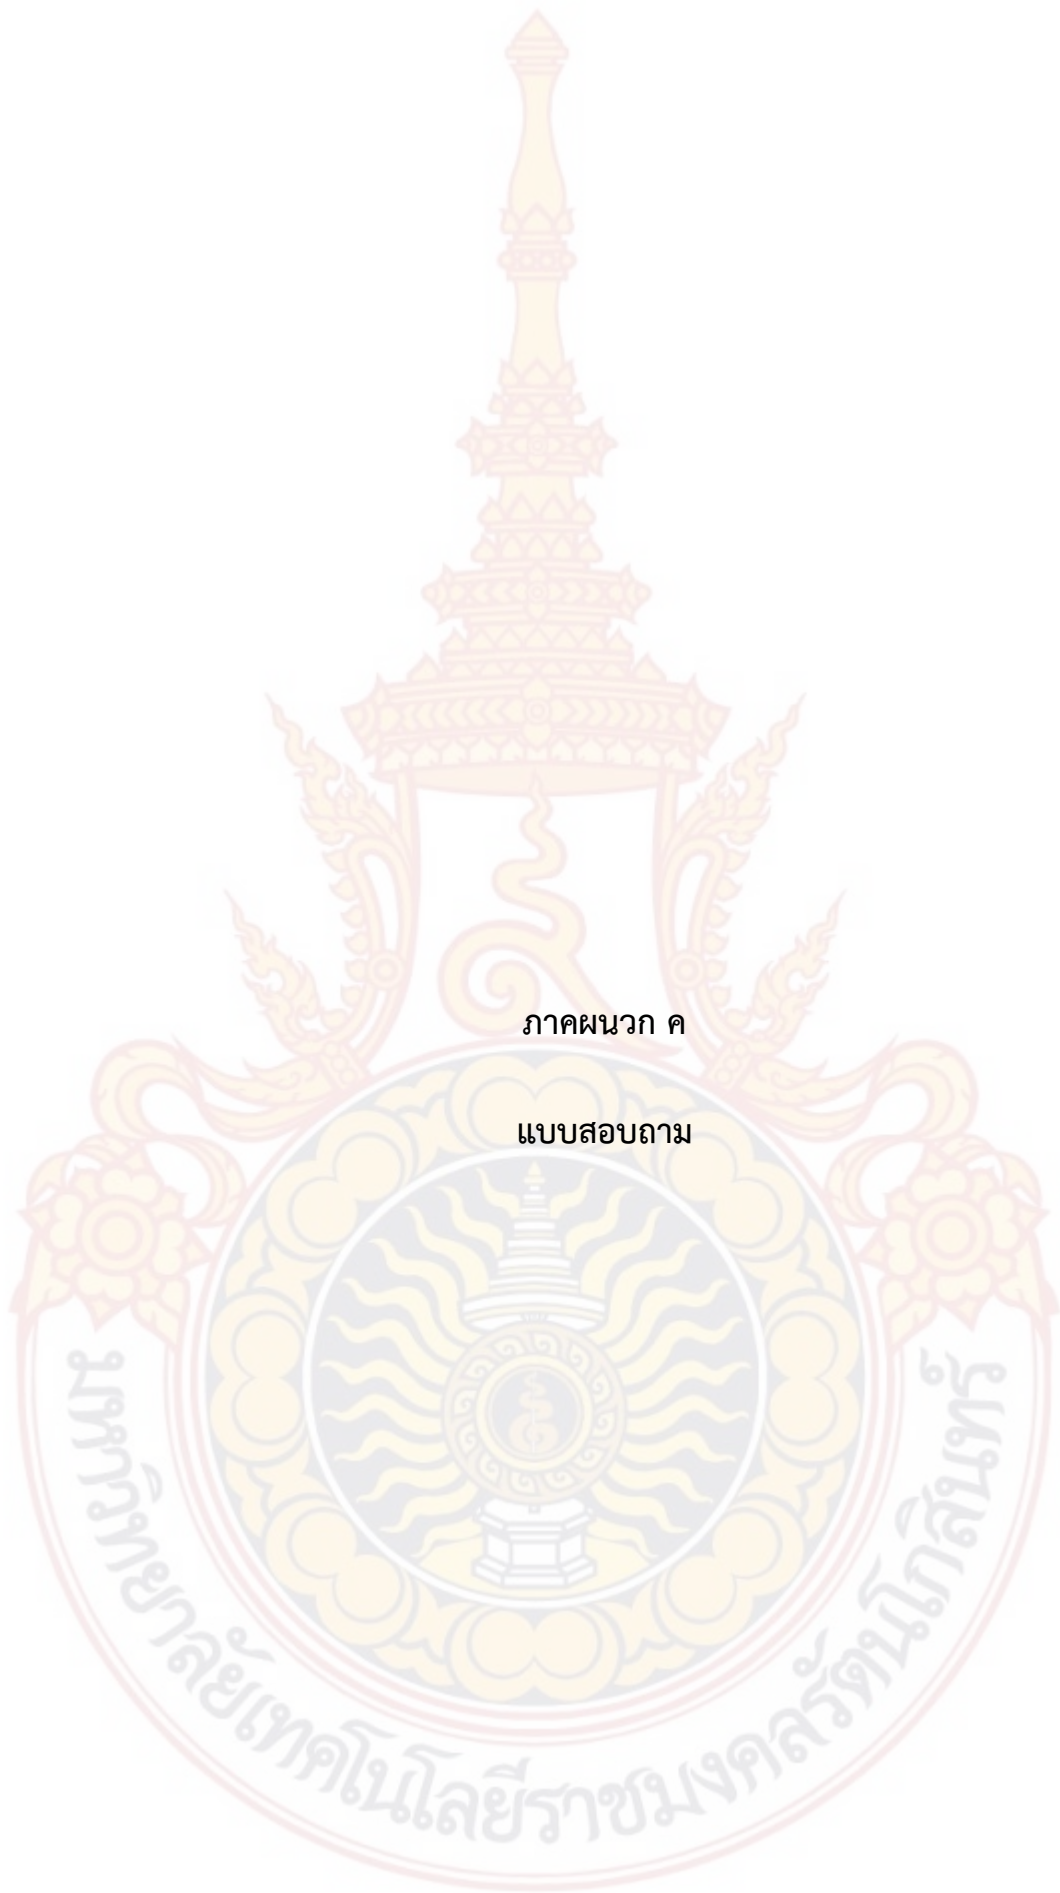 ภาคผนวก ค
แบบสอบถาม
มหาวิทยาลัยเทคโนโลยีราชมงคลรัตนโกสินทร์